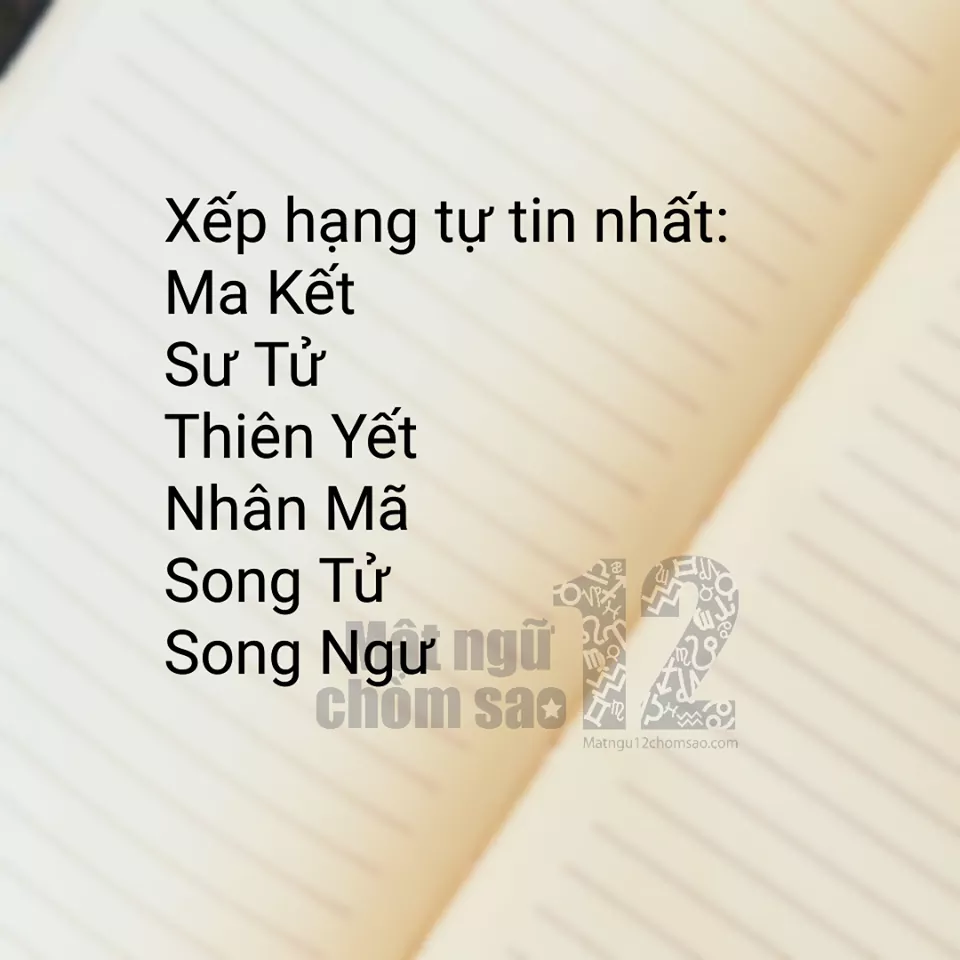 Xếp hạng tự tin nhất:
Ma Kết
Sư Tử
Thiên Yết
Nhân Mã
Song Tử
Song Ngư
Mật ngữ
chòm sao
12
Matngu12chomsao.com